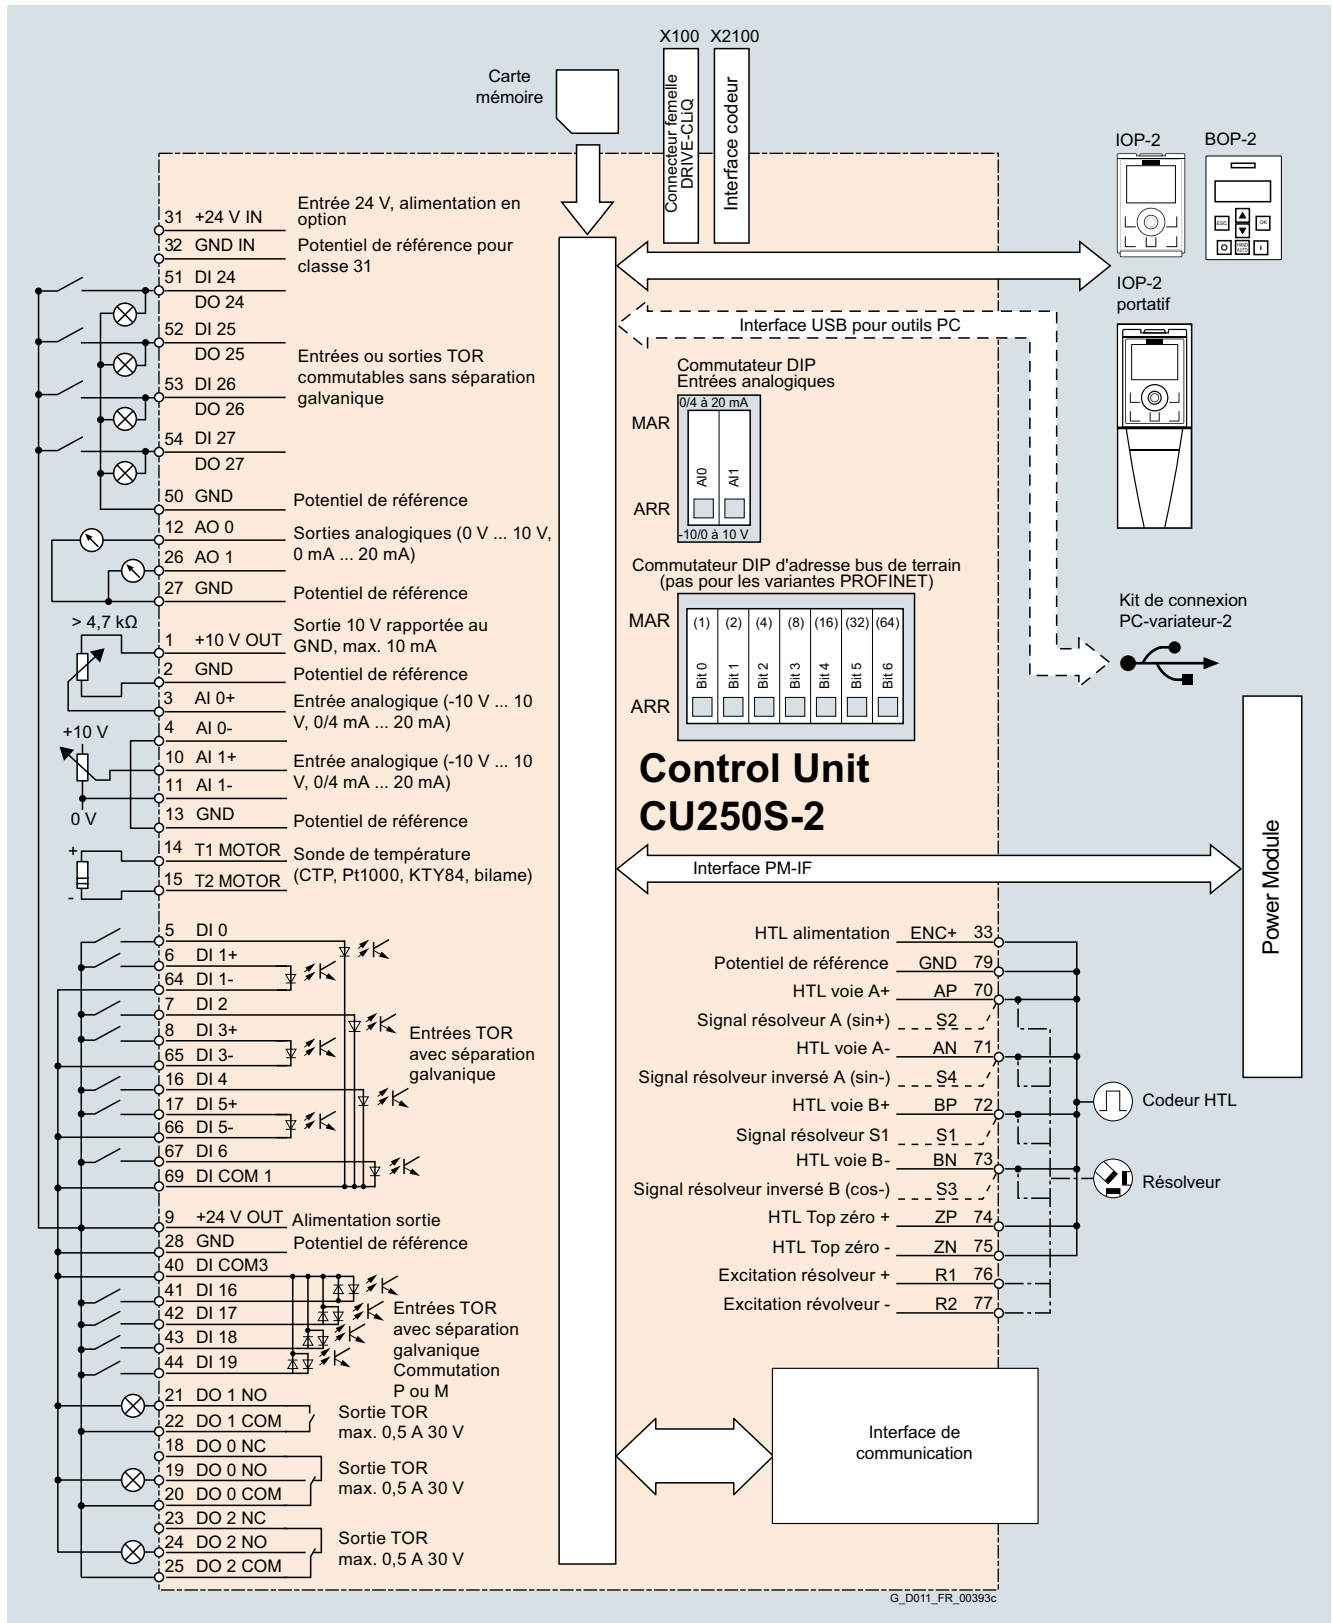 X100 X2100
Carte
mémoire
Connecteur femelle
DRIVE-CLiQ
Interface codeur
IOP-2
BOP-2
ESC
OK
HAND
AUTO
IOP-2
portatif
31 +24 V IN
Entrée 24 V, alimentation en
option
32 GND IN
Potentiel de référence pour
classe 31
51 DI 24
DO 24
52 DI 25
DO 25
53 DI 26
DO 26
54 DI 27
DO 27
Entrées ou sorties TOR
commutables sans séparation
galvanique
50 GND
Potentiel de référence
12 AO 0
26 AO 1
Sorties analogiques (0 V ... 10 V,
0 mA ... 20 mA)
27 GND
Potentiel de référence
> 4,7 kΩ
1 +10 V OUT
Sortie 10 V rapportée au
GND, max. 10 mA
2 GND
Potentiel de référence
3 AI 0+
4 AI 0-
Entrée analogique (-10 V ... 10
V, 0/4 mA ... 20 mA)
+10 V
10 AI 1+
11 AI 1-
Entrée analogique (-10 V ... 10
V, 0/4 mA ... 20 mA)
0 V
13 GND
Potentiel de référence
+
-
14 T1 MOTOR
15 T2 MOTOR
Sonde de température
(CTP, Pt1000, KTY84, bilame)
5 DI 0
6 DI 1+
64 DI 1-
7 DI 2
8 DI 3+
65 DI 3-
16 DI 4
17 DI 5+
66 DI 5-
67 DI 6
69 DI COM 1
Entrées TOR
avec séparation
galvanique
9 +24 V OUT
Alimentation sortie
28 GND
Potentiel de référence
40 DI COM3
41 DI 16
42 DI 17
43 DI 18
44 DI 19
Entrées TOR
avec séparation
galvanique
Commutation
P ou M
21 DO 1 NO
22 DO 1 COM
Sortie TOR
max. 0,5 A 30 V
18 DO 0 NC
19 DO 0 NO
20 DO 0 COM
Sortie TOR
max. 0,5 A 30 V
23 DO 2 NC
24 DO 2 NO
25 DO 2 COM
Sortie TOR
max. 0,5 A 30 V
Interface USB pour outils PC
Commutateur DIP
Entrées analogiques
0/4 à 20 mA
MAR
AI0
AI1
ARR
-10/0 à 10 V
Commutateur DIP d'adresse bus de terrain
(pas pour les variantes PROFINET)
MAR
(1) (2) (4) (8) (16) (32) (64)
Bit 0 Bit 1 Bit 2 Bit 3 Bit 4 Bit 5 Bit 6
ARR
Kit de connexion
PC-variateur-2
Control Unit
CU250S-2
Interface PM-IF
Power Module
HTL alimentation ENC+ 33
Potentiel de référence GND 79
HTL voie A+ AP 70
Signal résolveur A (sin+) S2
HTL voie A- AN 71
Signal résolveur inversé A (sin-) S4
HTL voie B+ BP 72
Signal résolveur S1 S1
HTL voie B- BN 73
Signal résolveur inversé B (cos-) S3
HTL Top zéro + ZP 74
HTL Top zéro - ZN 75
Excitation résolveur + R1 76
Excitation révolveur - R2 77
Codeur HTL
Résolveur
Interface de
communication
G_D011_FR_00393c